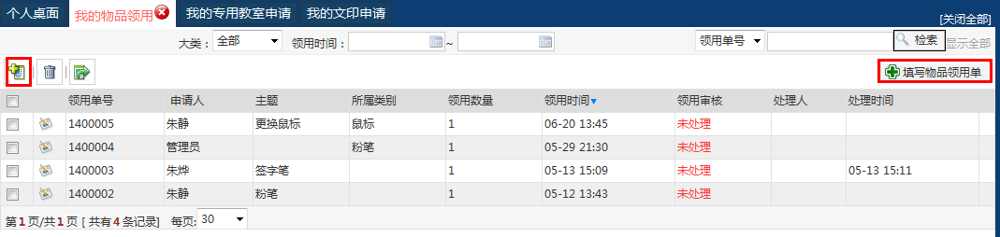 个人桌面 我的物品领用 我的专用教室申请 我的文印申请 [关闭全部]
大类： 全部 领用时间： ~ 领用单号 检索 显示全部
填写物品领用单
领用单号 申请人 主题 所属类别 领用数量 领用时间 领用审核 处理人 处理时间
1400005 朱静 更换鼠标 鼠标 1 06-20 13:45 未处理
1400004 管理员 粉笔 1 05-29 21:30 未处理
1400003 朱烨 签字笔 1 05-13 15:09 未处理 05-13 15:11
1400002 朱静 粉笔 1 05-12 13:43 未处理
第1页/共1页 [ 共有4条记录] 每页: 30